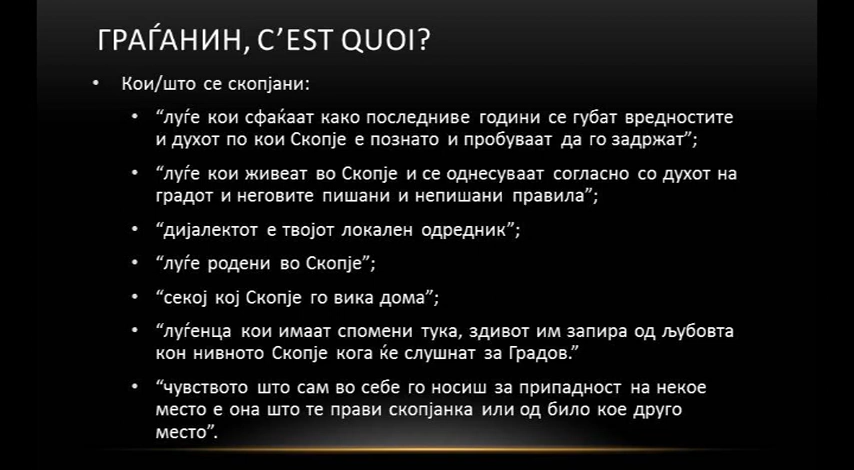 ГРАЃАНИН, C’EST QUOI?
• Кои/што се скопјани:
• “луѓе кои сфаќаат како последниве години се губат вредностите
и духот по кои Скопје е познато и пробуваат да го задржат”;
• “луѓе кои живеат во Скопје и се однесуваат согласно со духот на
градот и неговите пишани и непишани правила”;
• “дијалектот е твојот локален одредник”;
• “луѓе родени во Скопје”;
• “секој кој Скопје го вика дома”;
• “луѓенца кои имаат спомени тука, здивот им запира од љубовта
кон нивното Скопје кога ќе слушнат за Градов.”
• “чувството што сам во себе го носиш за припадност на некое
место е она што те прави скопјанка или од било кое друго
место”.